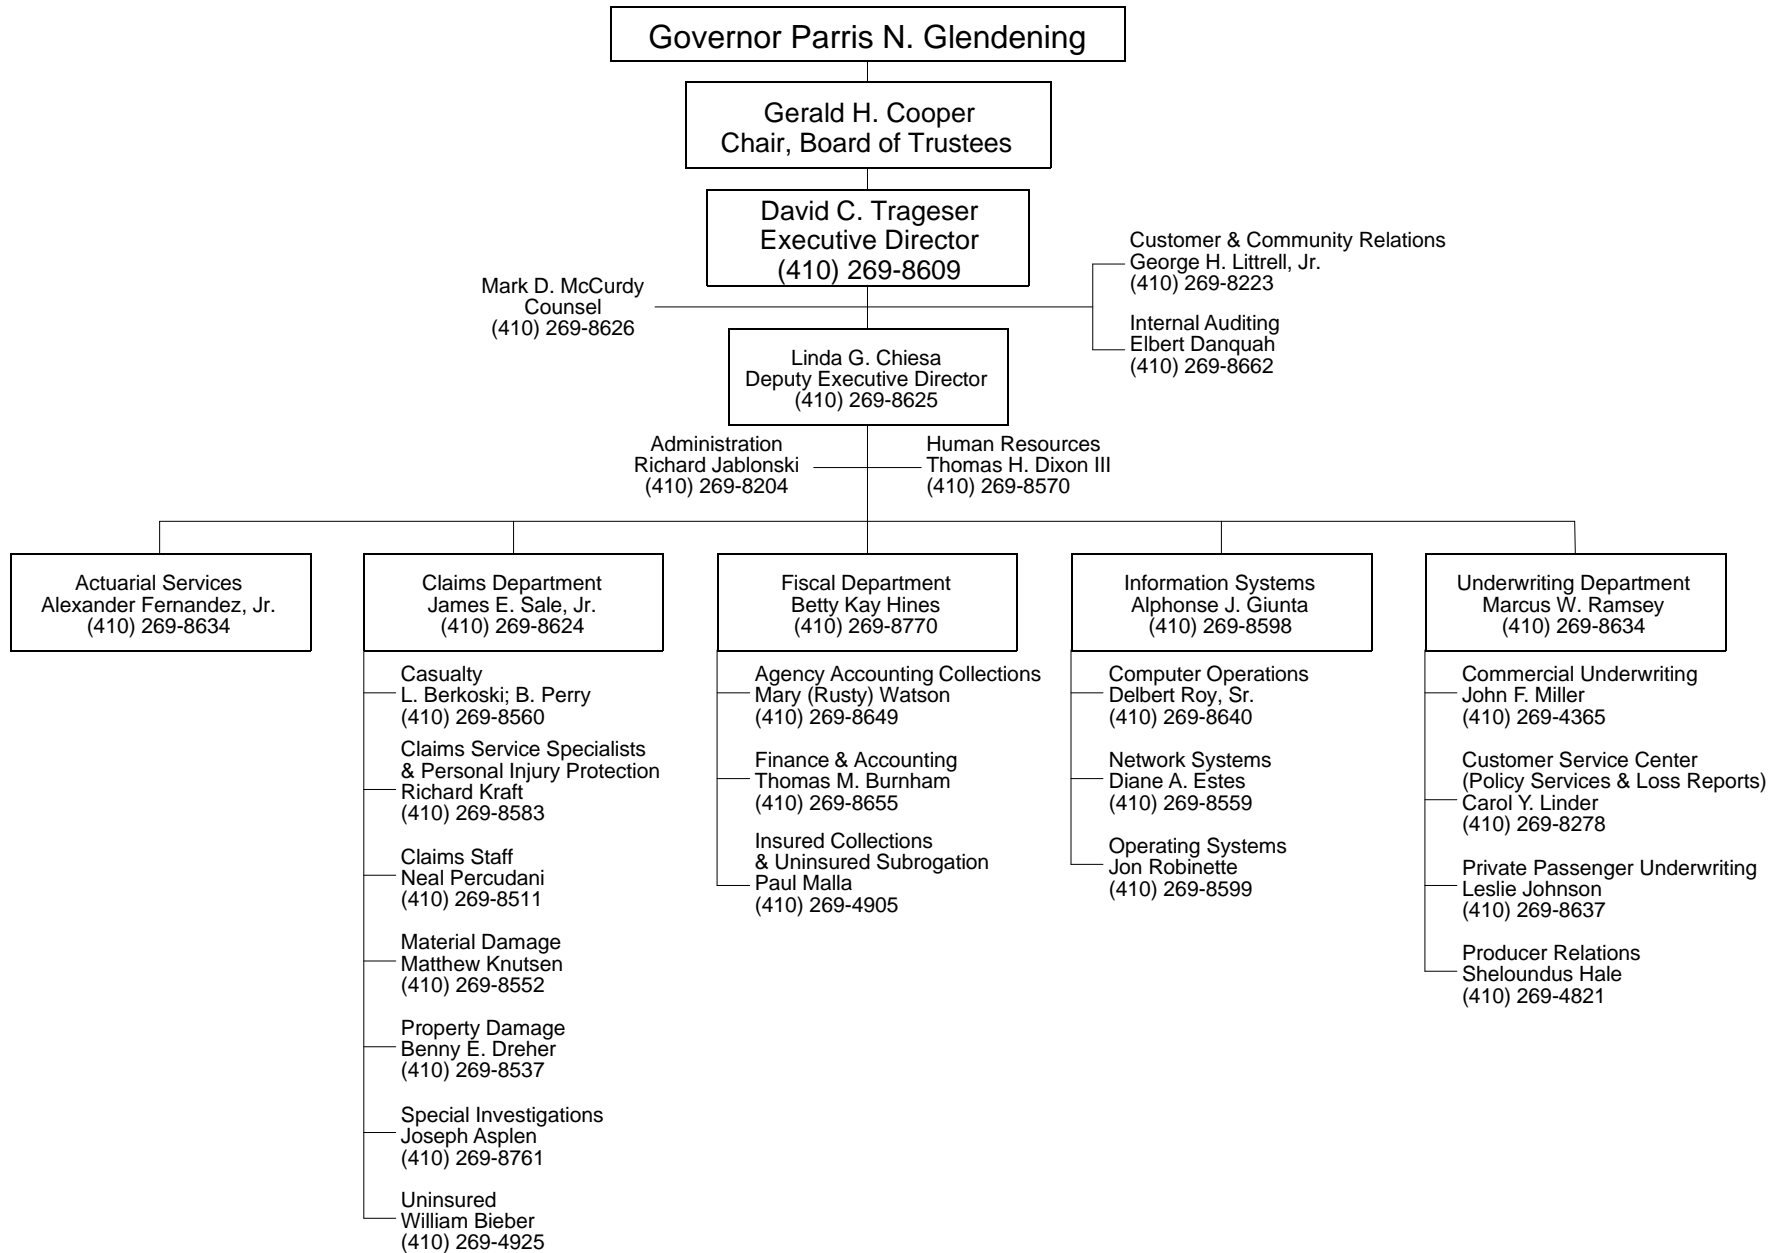 Governor Parris N. Glendening
Gerald H. Cooper
Chair, Board of Trustees
David C. Trageser
Executive Director
(410) 269-8609
Mark D. McCurdy
Counsel
(410) 269-8626
Customer & Community Relations
George H. Littrell, Jr.
(410) 269-8223
Internal Auditing
Elbert Danquah
(410) 269-8662
Linda G. Chiesa
Deputy Executive Director
(410) 269-8625
Administration
Richard Jablonski
(410) 269-8204
Human Resources
Thomas H. Dixon III
(410) 269-8570
Actuarial Services
Alexander Fernandez, Jr.
(410) 269-8634
Claims Department
James E. Sale, Jr.
(410) 269-8624
Casualty
L. Berkoski; B. Perry
(410) 269-8560
Claims Service Specialists
& Personal Injury Protection
Richard Kraft
(410) 269-8583
Claims Staff
Neal Percudani
(410) 269-8511
Material Damage
Matthew Knutsen
(410) 269-8552
Property Damage
Benny E. Dreher
(410) 269-8537
Special Investigations
Joseph Asplen
(410) 269-8761
Uninsured
William Bieber
(410) 269-4925
Fiscal Department
Betty Kay Hines
(410) 269-8770
Agency Accounting Collections
Mary (Rusty) Watson
(410) 269-8649
Finance & Accounting
Thomas M. Burnham
(410) 269-8655
Insured Collections
& Uninsured Subrogation
Paul Malla
(410) 269-4905
Information Systems
Alphonse J. Giunta
(410) 269-8598
Computer Operations
Delbert Roy, Sr.
(410) 269-8640
Network Systems
Diane A. Estes
(410) 269-8559
Operating Systems
Jon Robinette
(410) 269-8599
Underwriting Department
Marcus W. Ramsey
(410) 269-8634
Commercial Underwriting
John F. Miller
(410) 269-4365
Customer Service Center
(Policy Services & Loss Reports)
Carol Y. Linder
(410) 269-8278
Private Passenger Underwriting
Leslie Johnson
(410) 269-8637
Producer Relations
Sheloundus Hale
(410) 269-4821